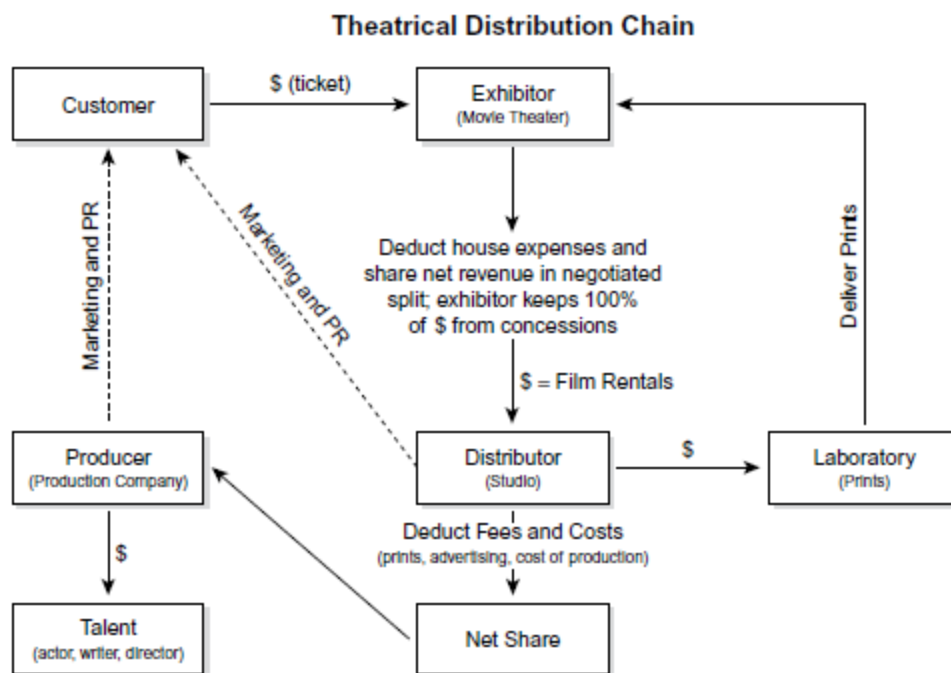 Theatrical Distribution Chain
Customer
$ (ticket)
Exhibitor
(Movie Theater)
Marketing and PR
Marketing and PR
Deduct house expenses and
share net revenue in negotiated
split; exhibitor keeps 100%
of $ from concessions
Deliver Prints
$ = Film Rentals
Producer
(Production Company)
Distributor
(Studio)
$
Laboratory
(Prints)
$
Deduct Fees and Costs
(prints, advertising, cost of production)
Talent
(actor, writer, director)
Net Share